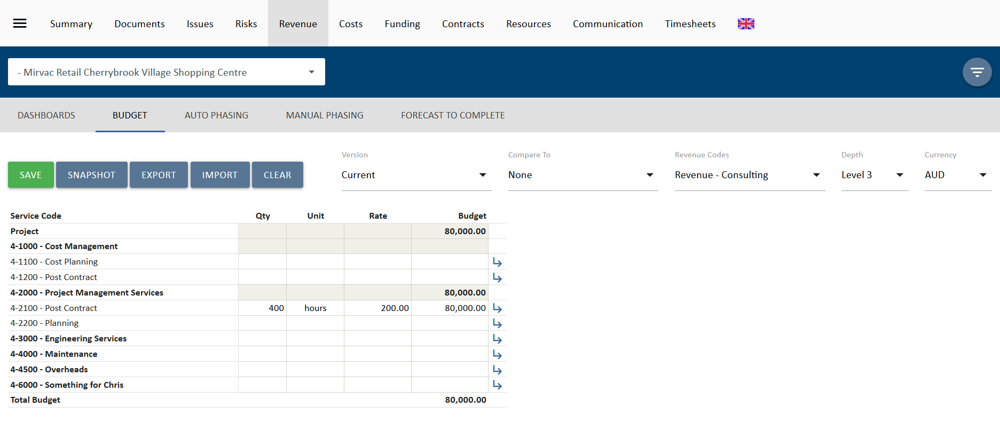 Summary Documents Issues Risks Revenue Costs Funding Contracts Resources Communication Timesheets
- Mirvac Retail Cherrybrook Village Shopping Centre
DASHBOARDS BUDGET AUTO PHASING MANUAL PHASING FORECAST TO COMPLETE
Version Compare To Revenue Codes Depth Currency
SAVE SNAPSHOT EXPORT IMPORT CLEAR Current None Revenue - Consulting Level 3 AUD
Service Code Qty Unit Rate Budget
Project 80,000.00
4-1000 - Cost Management
4-1100 - Cost Planning
4-1200 - Post Contract
4-2000 - Project Management Services 80,000.00
4-2100 - Post Contract 400 hours 200.00 80,000.00
4-2200 - Planning
4-3000 - Engineering Services
4-4000 - Maintenance
4-4500 - Overheads
4-6000 - Something for Chris
Total Budget 80,000.00